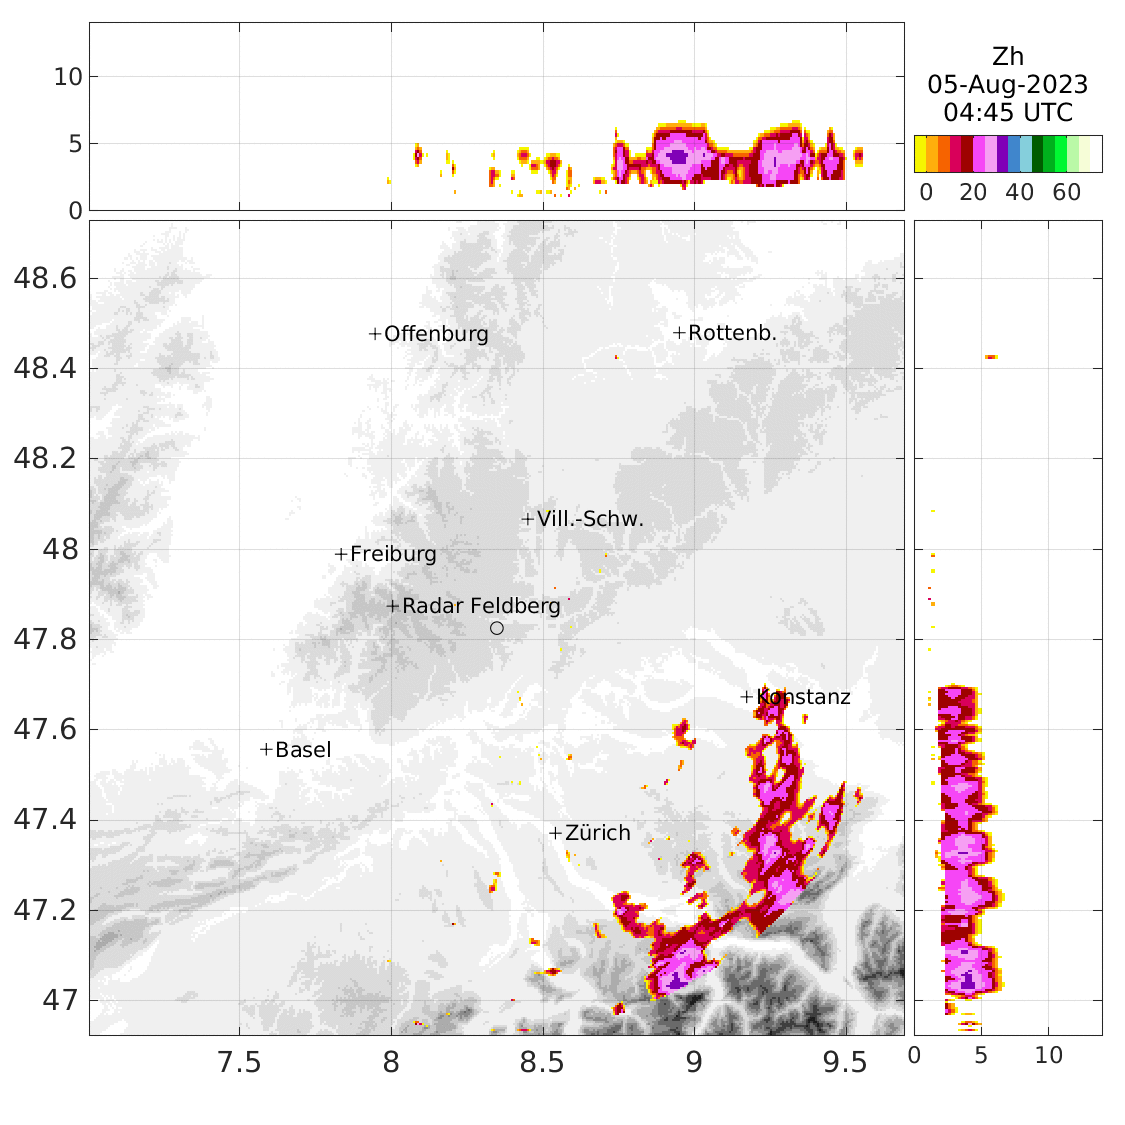 10
5
0
Zh
05-Aug-2023
04:45 UTC
0 20 40 60
48.6
48.4
48.2
48
47.8
47.6
47.4
47.2
47
+Offenburg
+Rottenb.
+Vill.-Schw.
+Freiburg
+Radar Feldberg
+Konstanz
+Basel
+Zürich
7.5 8 8.5 9 9.5
0 5 10